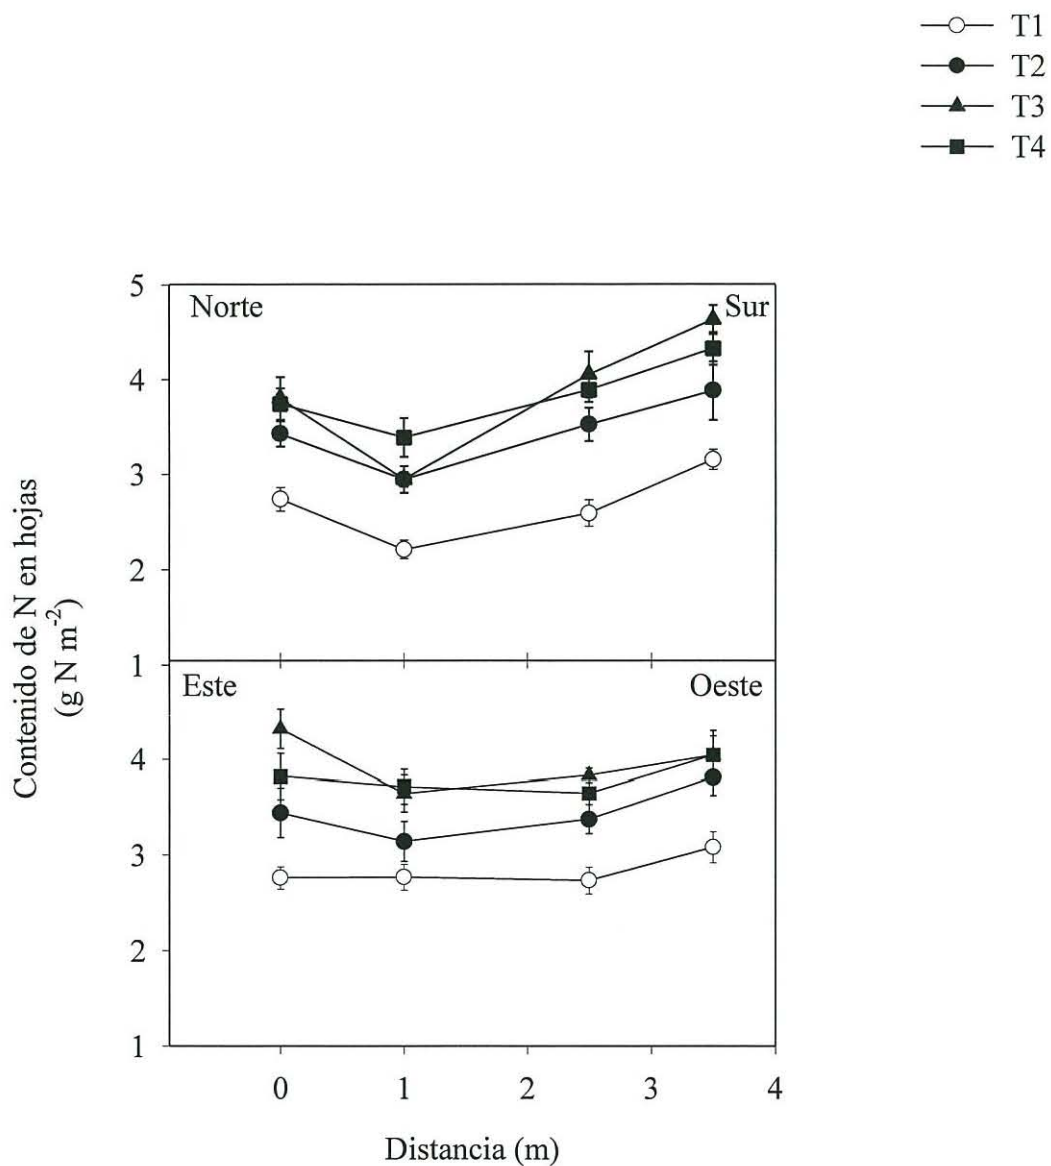 T1
T2
T3
T4
5
Norte
Sur
4
3
2
1
Este
Oeste
4
3
2
1
0
1
2
3
4
Contenido de N en hojas
(g N m-2)
Distancia (m)